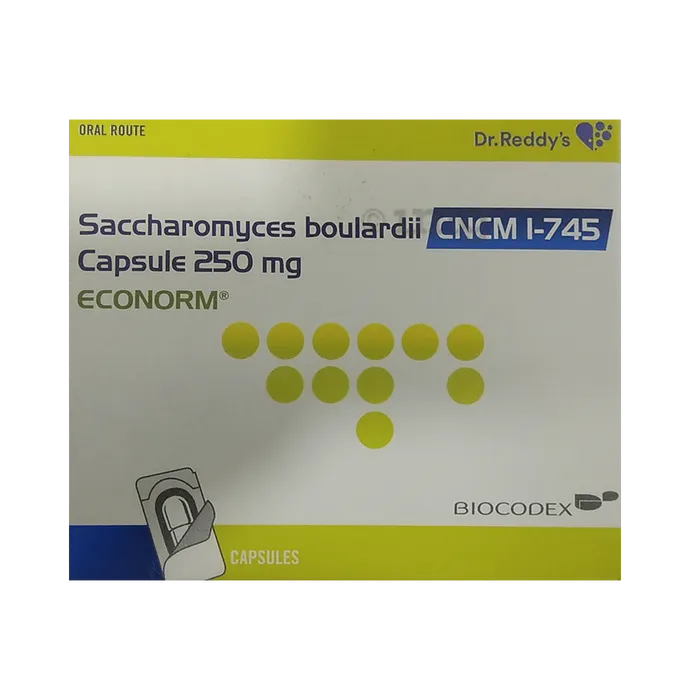 ORAL ROUTE
Dr.Reddy's
Saccharomyces boulardii CNCM I-745
Capsule 250 mg
ECONORM®
BIOCODEX
CAPSULES